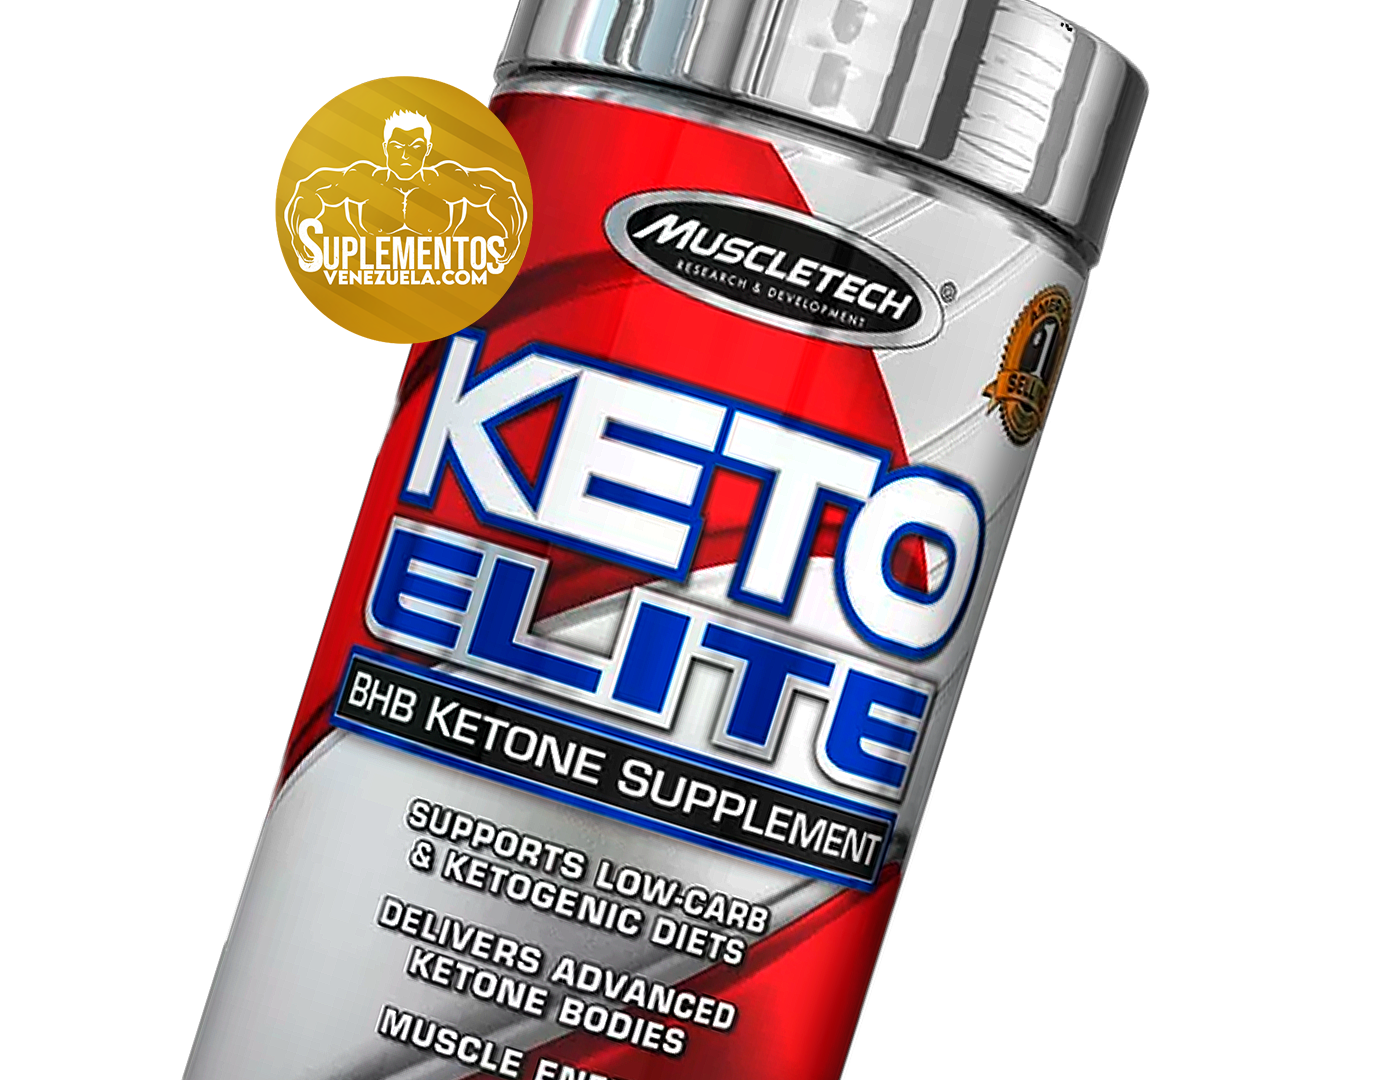 SUPLEMENTOS
VENEZUELA.COM
MUSCLETECH
RESEARCH & DEVELOPMENT
®
#1
KETO
ELITE
BHB KETONE SUPPLEMENT
SUPPORTS LOW-CARB
& KETOGENIC DIETS
DELIVERS ADVANCED
KETONE BODIES
MUSCLE